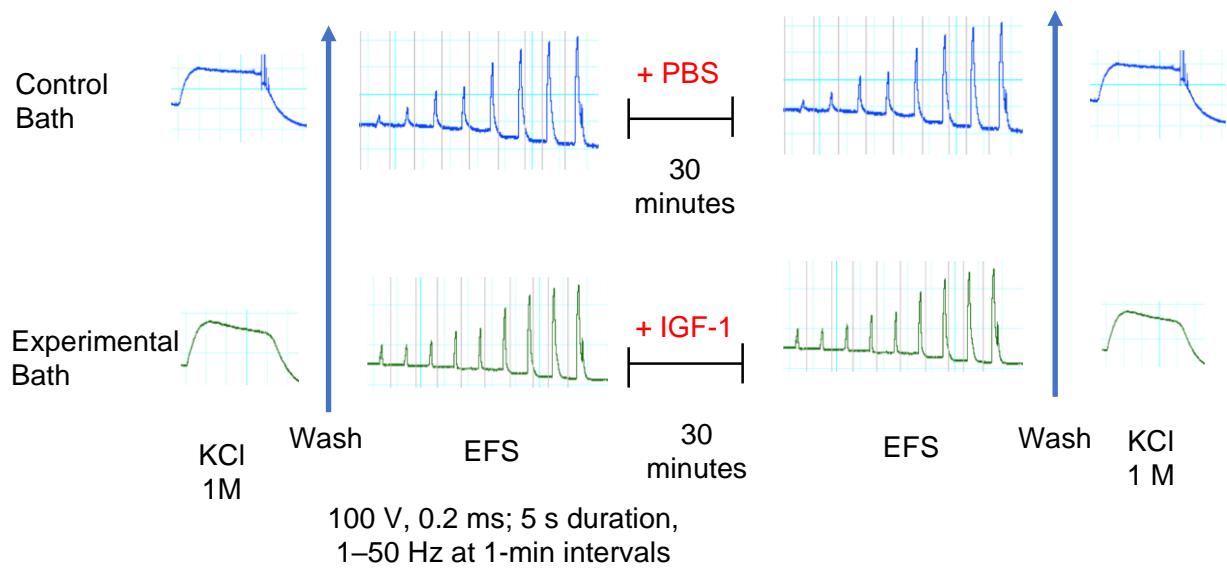 Control
Bath
+ PBS
30
minutes
Experimental
Bath
+ IGF-1
30
minutes
KCl
1M
Wash
EFS
EFS
Wash
KCl
1 M
100 V, 0.2 ms; 5 s duration,
1–50 Hz at 1-min intervals